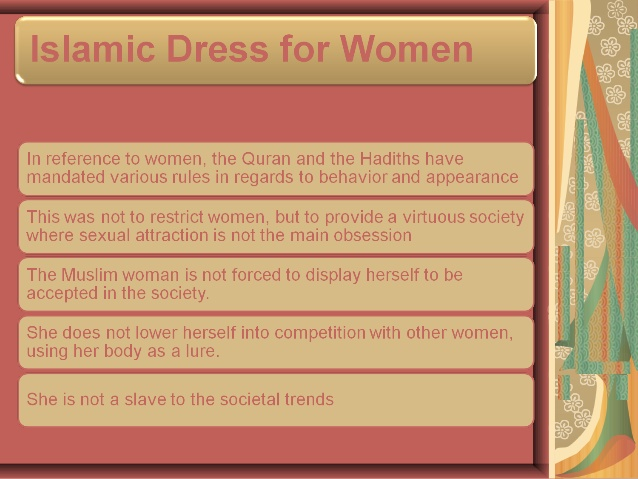 Islamic Dress for Women
In reference to women, the Quran and the Hadiths have
mandated various rules in regards to behavior and appearance
This was not to restrict women, but to provide a virtuous society
where sexual attraction is not the main obsession
The Muslim woman is not forced to display herself to be
accepted in the society.
She does not lower herself into competition with other women,
using her body as a lure.
She is not a slave to the societal trends